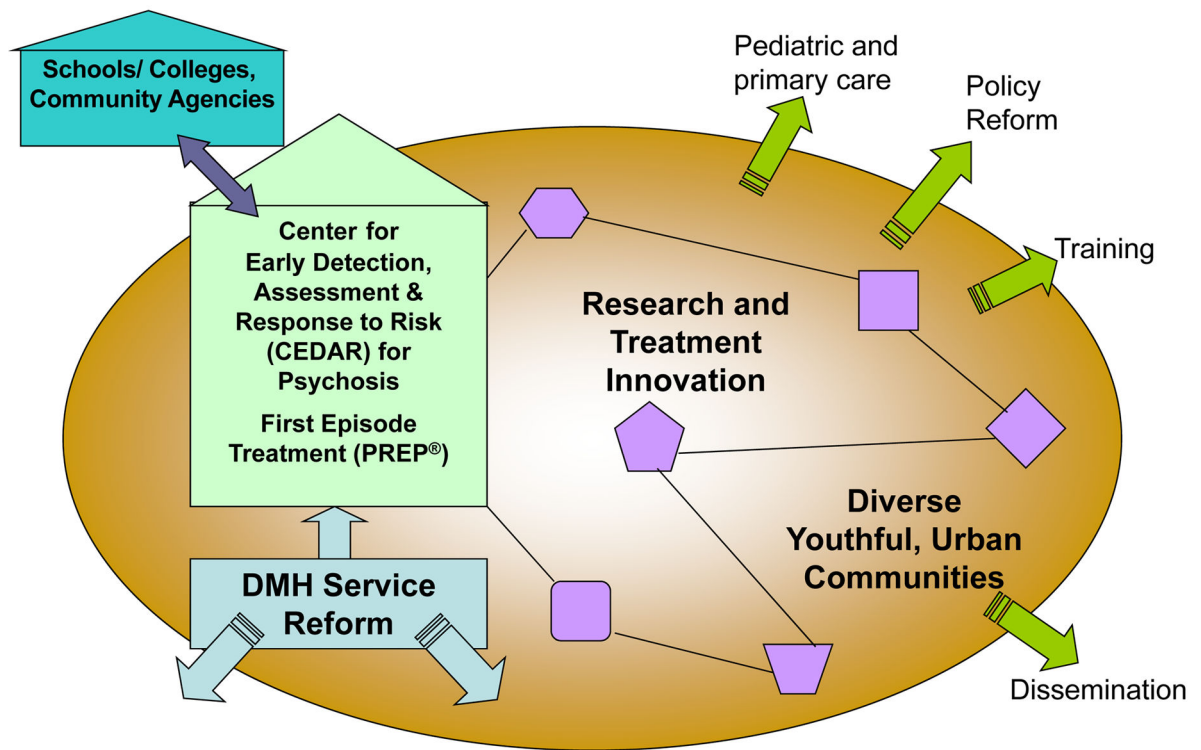 Schools/ Colleges,
Community Agencies
Pediatric and
primary care
Policy
Reform
Training
Center for
Early Detection,
Assessment &
Response to Risk
(CEDAR) for
Psychosis
First Episode
Treatment (PREP®)
Research and
Treatment
Innovation
Diverse
Youthful, Urban
Communities
DMH Service
Reform
Dissemination